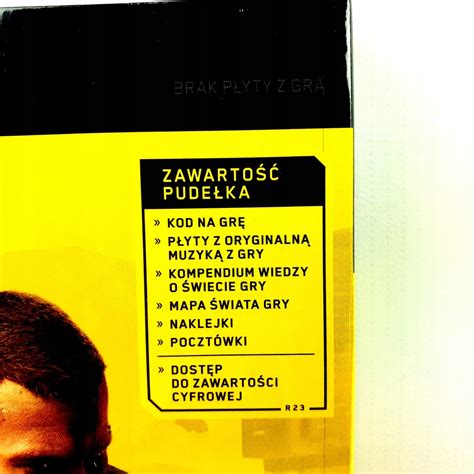 BRAK PŁYTY Z GRĄ
ZAWARTOŚĆ
PUDEŁKA
» KOD NA GRĘ
» PŁYTY Z ORYGINALNĄ
MUZYKĄ Z GRY
» KOMPENDIUM WIEDZY
O ŚWIECIE GRY
» MAPA ŚWIATA GRY
» NAKLEJKI
» POCZTÓWKI
» DOSTĘP
DO ZAWARTOŚCI
CYFROWEJ
R23